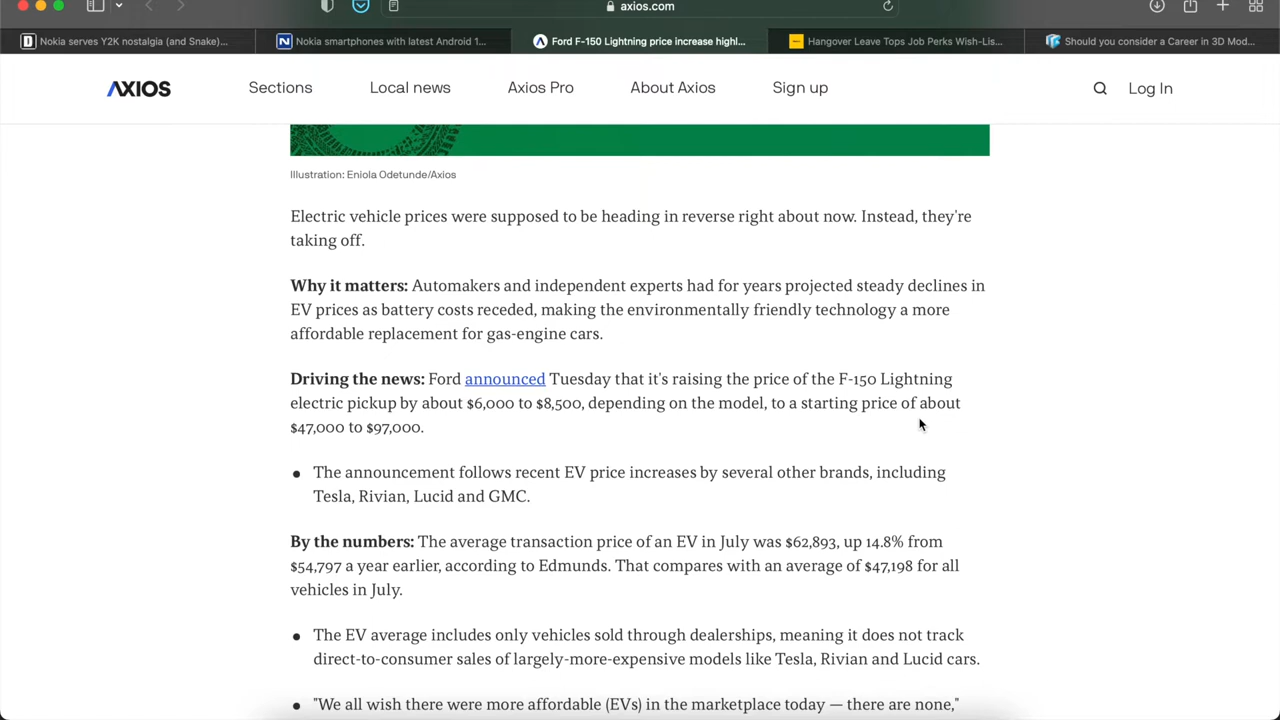 axios.com
Nokia serves Y2K nostalgia (and Snake)...
Nokia smartphones with latest Android 1...
Ford F-150 Lightning price increase highl...
Hangover Leave Tops Job Perks Wish-Lis...
Should you consider a Career in 3D Mod...
AXIOS
Sections
Local news
Axios Pro
About Axios
Sign up
Log In
Illustration: Eniola Odetunde/Axios
Electric vehicle prices were supposed to be heading in reverse right about now. Instead, they're
taking off.
Why it matters: Automakers and independent experts had for years projected steady declines in
EV prices as battery costs receded, making the environmentally friendly technology a more
affordable replacement for gas-engine cars.
Driving the news: Ford announced Tuesday that it's raising the price of the F-150 Lightning
electric pickup by about $6,000 to $8,500, depending on the model, to a starting price of about
$47,000 to $97,000.
• The announcement follows recent EV price increases by several other brands, including
Tesla, Rivian, Lucid and GMC.
By the numbers: The average transaction price of an EV in July was $62,893, up 14.8% from
$54,797 a year earlier, according to Edmunds. That compares with an average of $47,198 for all
vehicles in July.
• The EV average includes only vehicles sold through dealerships, meaning it does not track
direct-to-consumer sales of largely-more-expensive models like Tesla, Rivian and Lucid cars.
• "We all wish there were more affordable (EVs) in the marketplace today — there are none,"